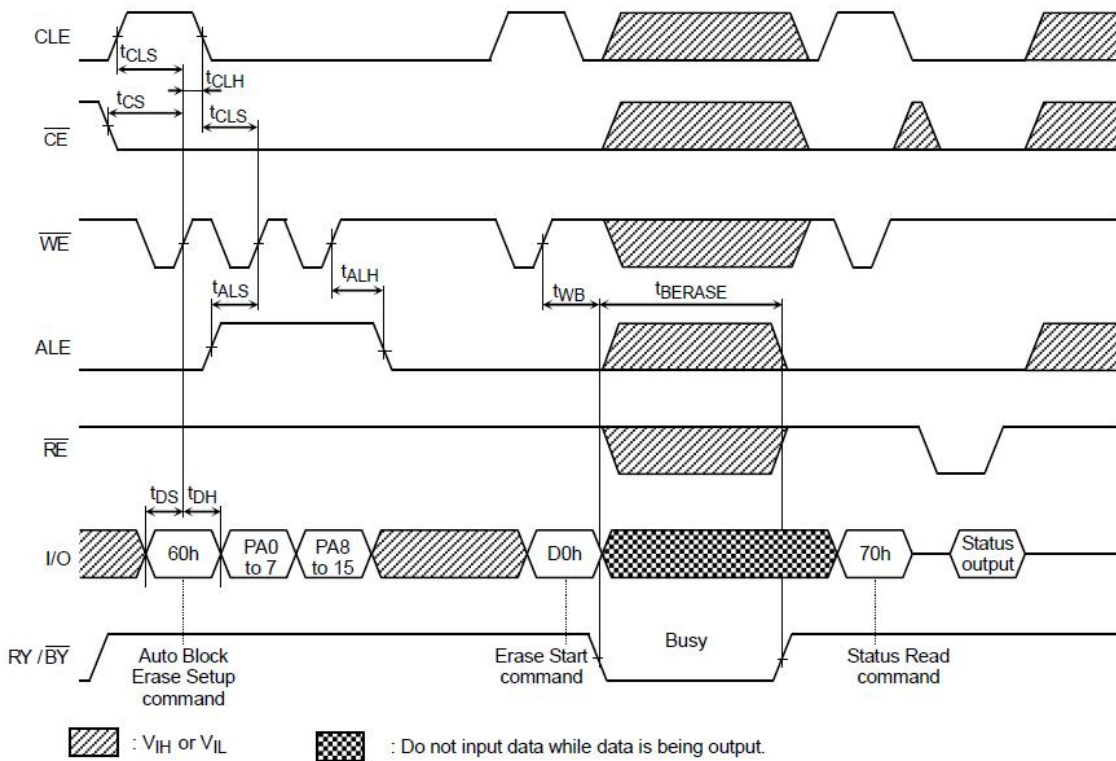 CLE
tCLS
tCLH
tCS
tCLS
CE
WE
tALS
tALH
tWB
tBERASE
ALE
RE
tDS
tDH
I/O
60h
PA0
to 7
PA8
to 15
D0h
70h
Status
output
RY /BY
Busy
Auto Block
Erase Setup
command
Erase Start
command
Status Read
command
: VIH or VIL
: Do not input data while data is being output.